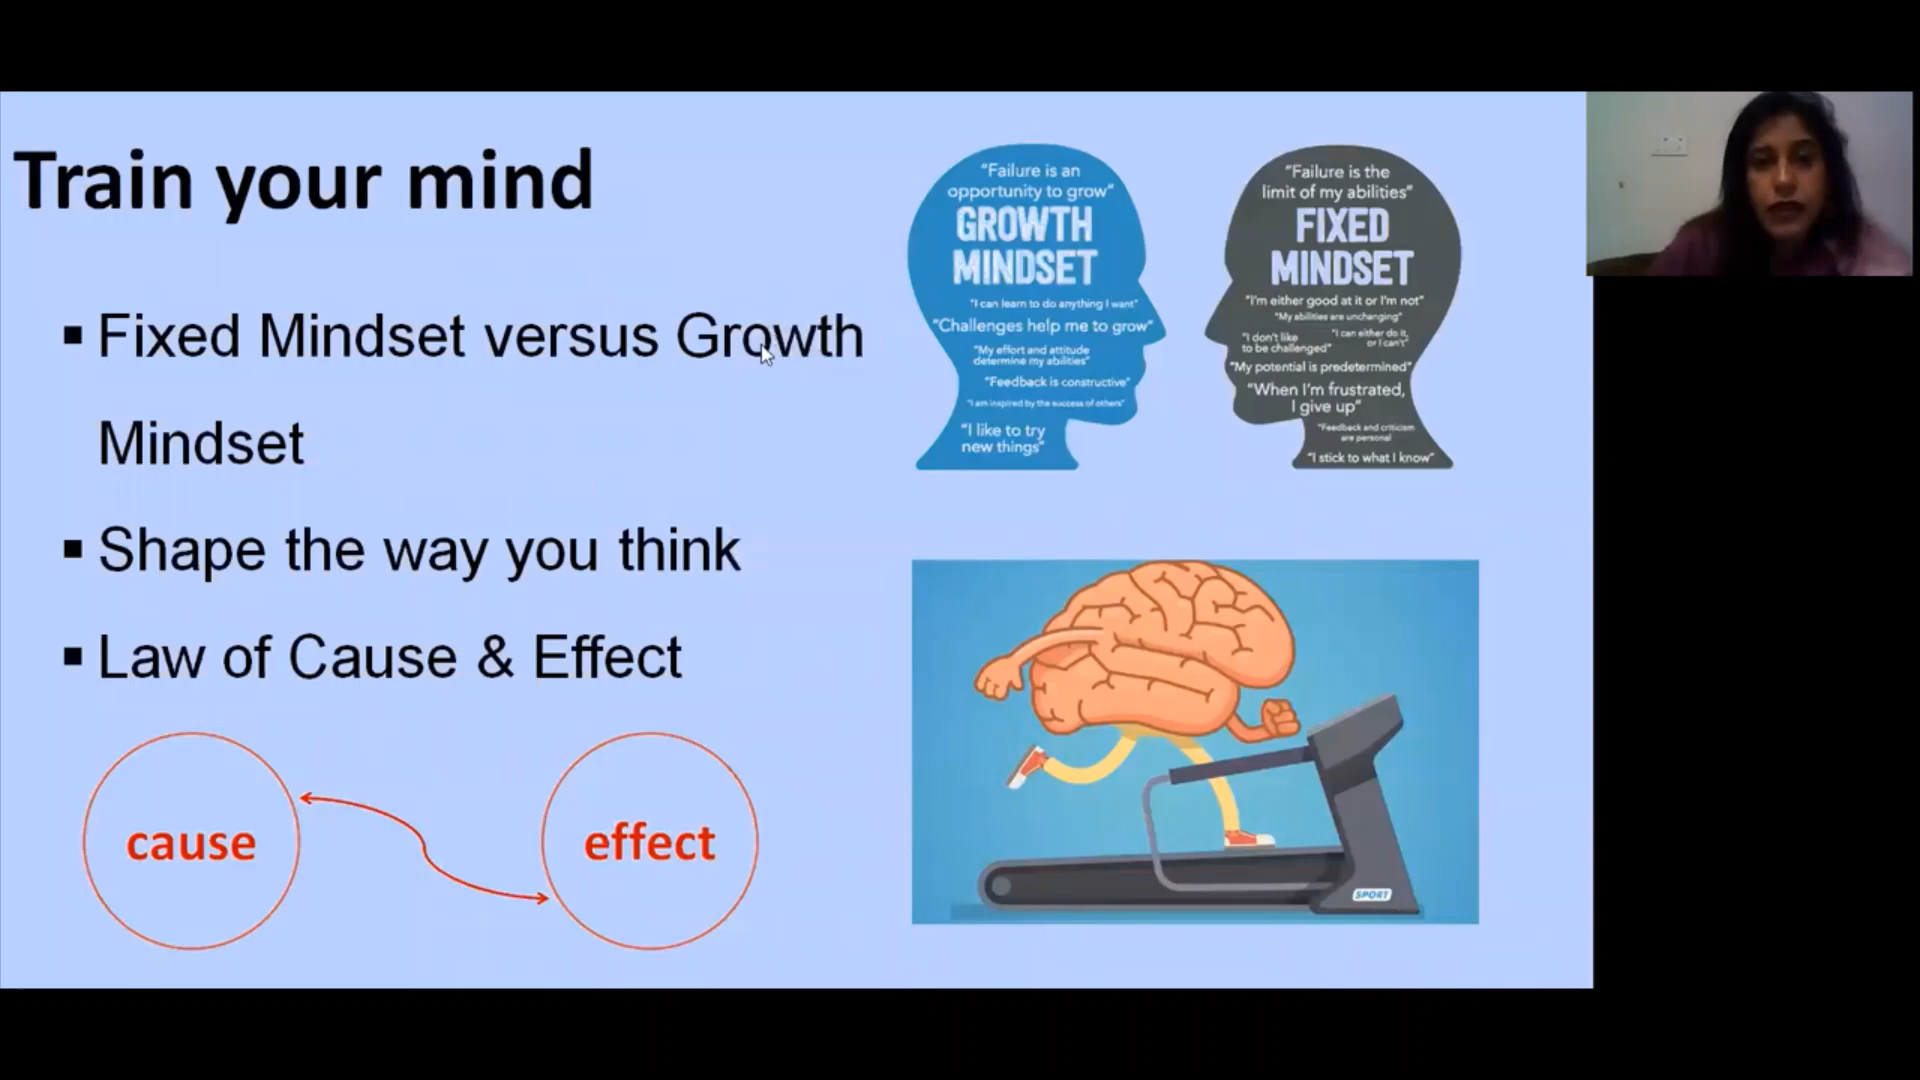 Train your mind
▪ Fixed Mindset versus Growth
Mindset
▪ Shape the way you think
▪ Law of Cause & Effect
cause
effect
“Failure is an
opportunity to grow”
GROWTH
MINDSET
“I can learn to do anything I want”
“Challenges help me to grow”
“My effort and attitude
determine my abilities”
“Feedback is constructive”
“I am inspired by the success of others”
“I like to try
new things”
“Failure is the
limit of my abilities”
FIXED
MINDSET
“I’m either good at it or I’m not”
“My abilities are unchanging”
“I don’t like
to be challenged”
“I can either do it,
or I can’t”
“My potential is predetermined”
“When I’m frustrated,
I give up”
“Feedback and criticism
are personal
“I stick to what I know”
SPORT